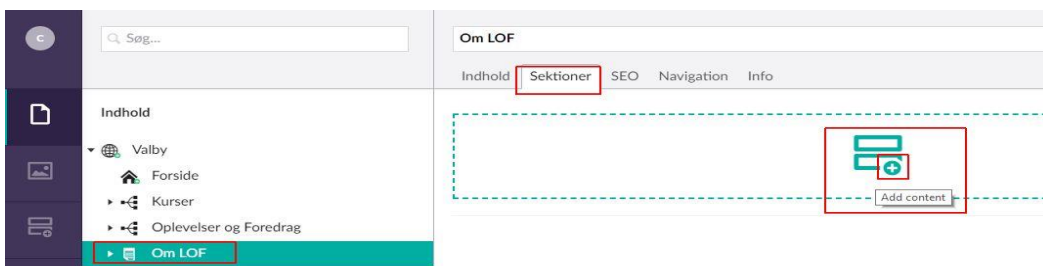 C
Søg...
Om LOF
Indhold Sektioner SEO Navigation Info
Indhold
Valby
Forside
Kurser
Oplevelser og Foredrag
Om LOF
Add content